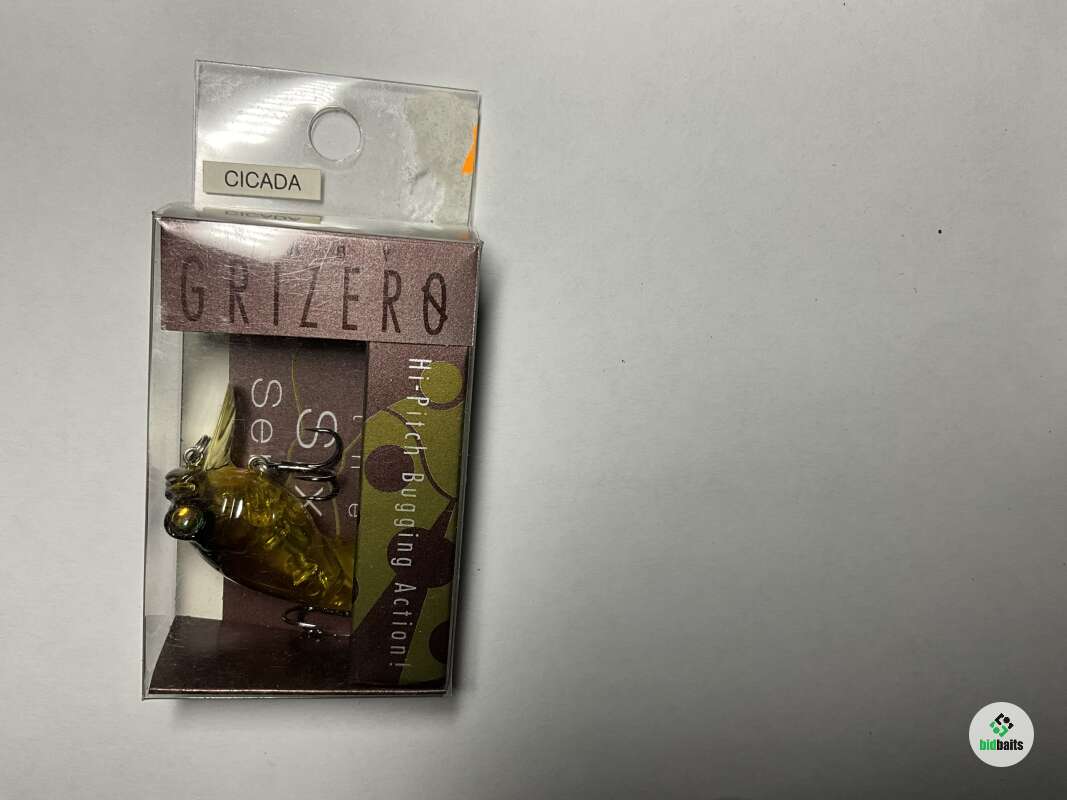 CICADA
GRIZERO
Hi-Pitch Bugging Action!
bidbaits